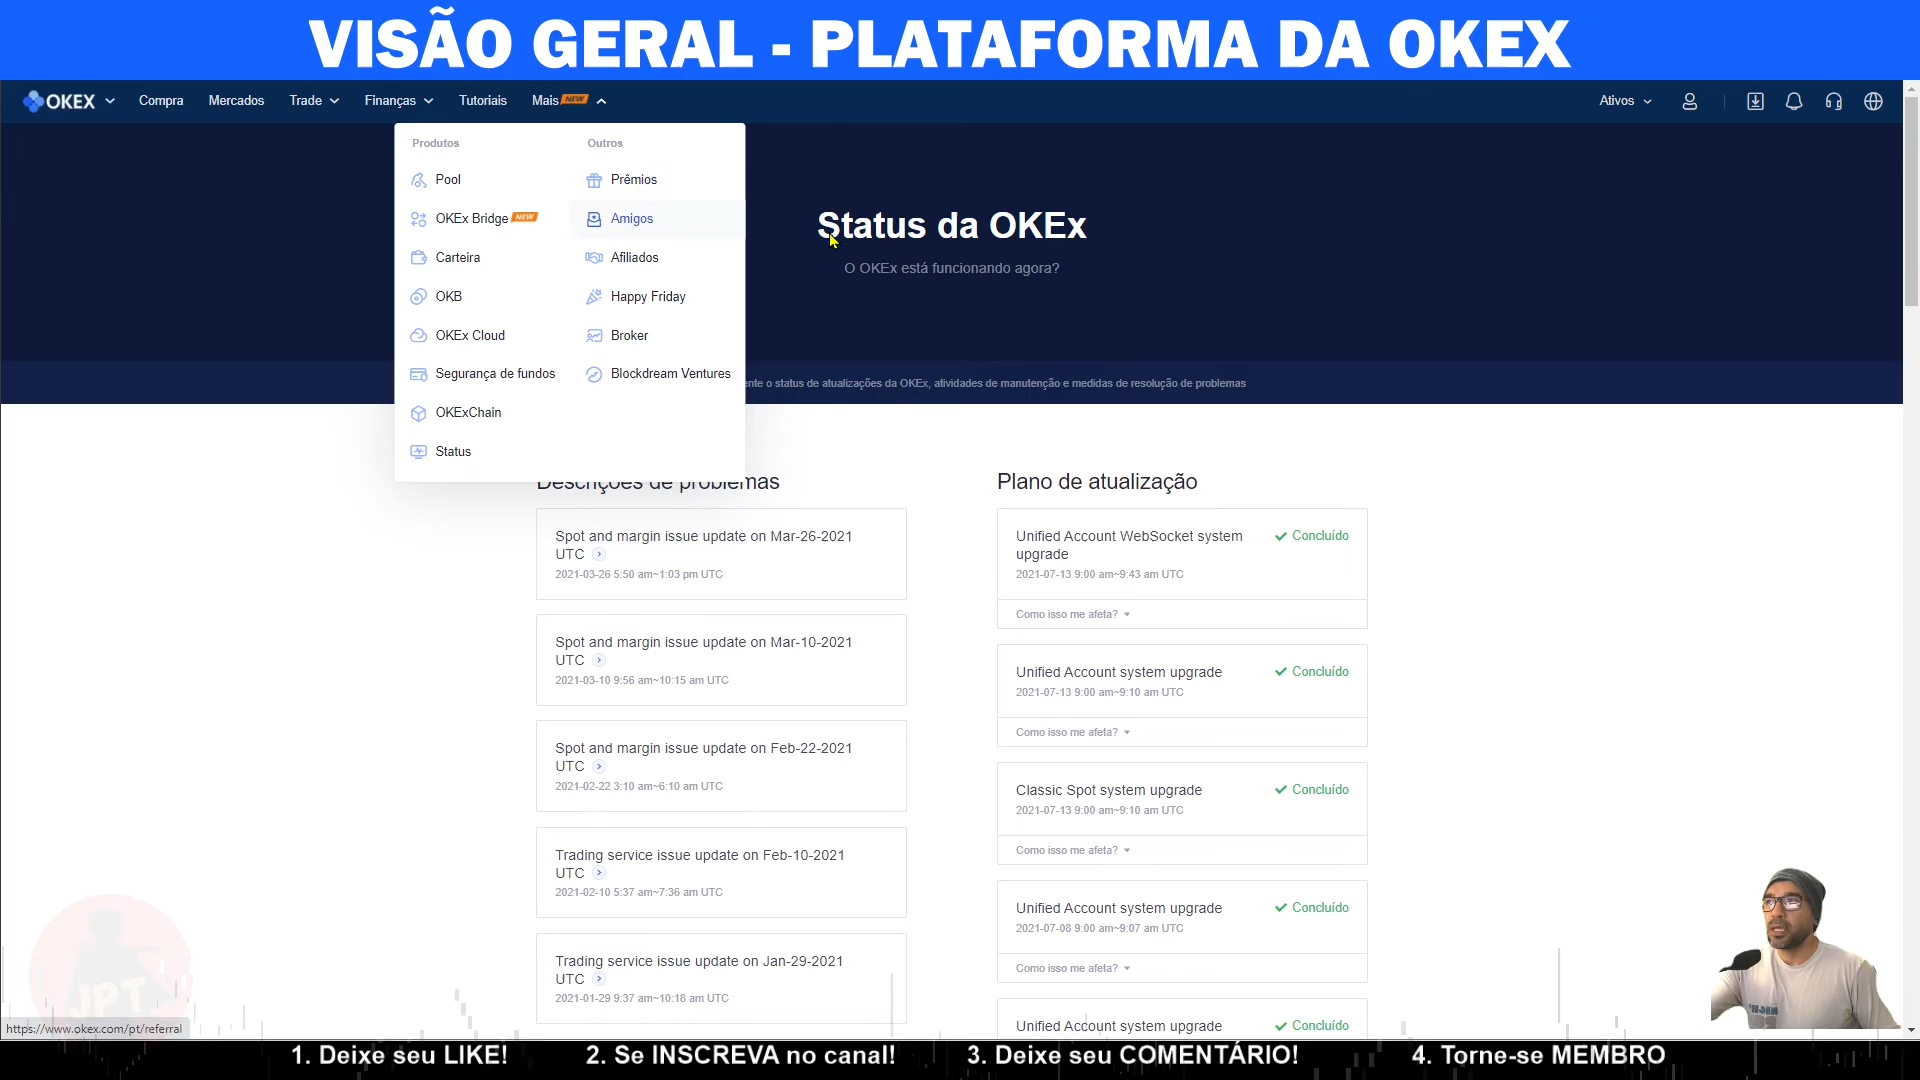 VISÃO GERAL - PLATAFORMA DA OKEX
OKEX Compra Mercados Trade Finanças Tutoriais Mais NEW Ativos
Produtos
Pool
OKEx Bridge NEW
Carteira
OKB
OKEx Cloud
Segurança de fundos
OKExChain
Status
Outros
Prêmios
Amigos
Afiliados
Happy Friday
Broker
Blockdream Ventures
Status da OKEx
O OKEx está funcionando agora?
o status de atualizações da OKEx, atividades de manutenção e medidas de resolução de problemas
Descrições de problemas
Spot and margin issue update on Mar-26-2021
UTC
2021-03-26 5:50 am~1:03 pm UTC
Spot and margin issue update on Mar-10-2021
UTC
2021-03-10 9:56 am~10:15 am UTC
Spot and margin issue update on Feb-22-2021
UTC
2021-02-22 3:10 am~6:10 am UTC
Trading service issue update on Feb-10-2021
UTC
2021-02-10 5:37 am~7:36 am UTC
Trading service issue update on Jan-29-2021
UTC
2021-01-29 9:37 am~10:18 am UTC
Plano de atualização
Unified Account WebSocket system
upgrade
Concluído
2021-07-13 9:00 am~9:43 am UTC
Como isso me afeta?
Unified Account system upgrade
Concluído
2021-07-13 9:00 am~9:10 am UTC
Como isso me afeta?
Classic Spot system upgrade
Concluído
2021-07-13 9:00 am~9:10 am UTC
Como isso me afeta?
Unified Account system upgrade
Concluído
2021-07-08 9:00 am~9:07 am UTC
Como isso me afeta?
Unified Account system upgrade
Concluído
JPT
https://www.okex.com/pt/referral
1. Deixe seu LIKE! 2. Se INSCREVA no canal! 3. Deixe seu COMENTÁRIO! 4. Torne-se MEMBRO